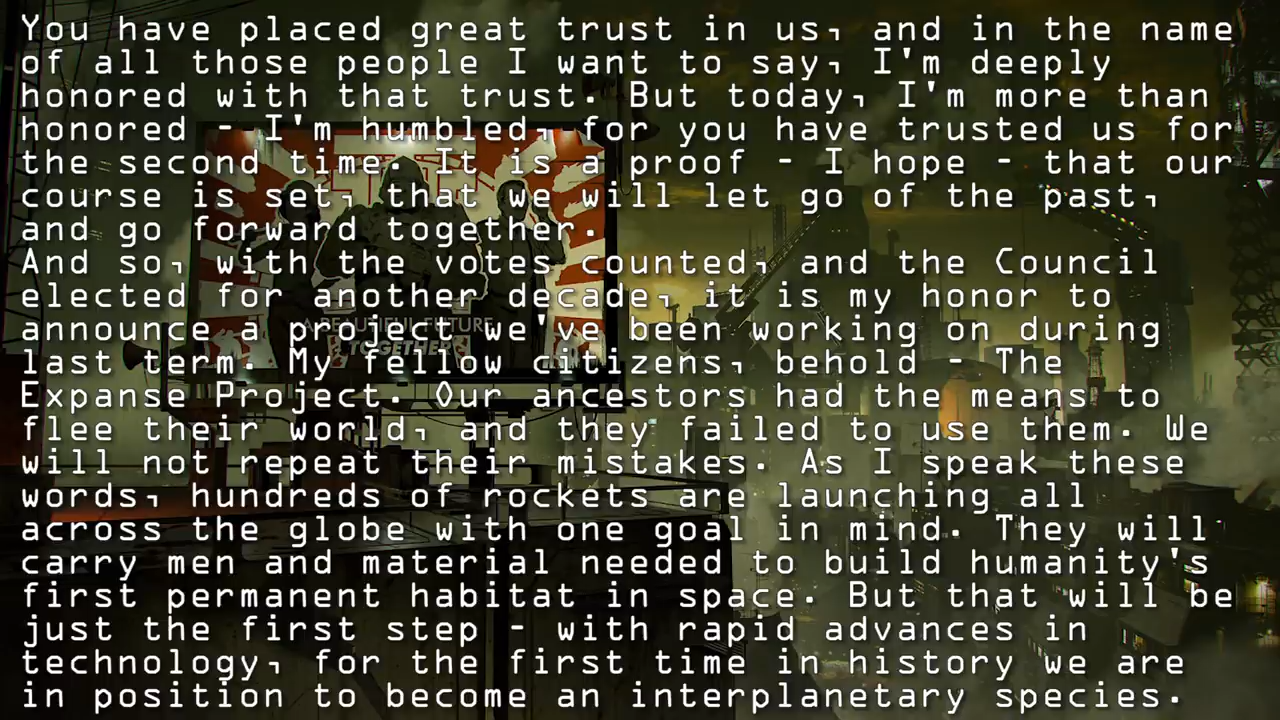 You have placed great trust in us, and in the name
of all those people I want to say, I'm deeply
honored with that trust. But today, I'm more than
honored - I'm humbled, for you have trusted us for
the second time. It is a proof - I hope - that our
course is set, that we will let go of the past,
and go forward together.
And so, with the votes counted, and the Council
elected for another decade, it is my honor to
announce a project we've been working on during
last term. My fellow citizens, behold - The
Expanse Project. Our ancestors had the means to
flee their world, and they failed to use them. We
will not repeat their mistakes. As I speak these
words, hundreds of rockets are launching all
across the globe with one goal in mind. They will
carry men and material needed to build humanity's
first permanent habitat in space. But that will be
just the first step - with rapid advances in
technology, for the first time in history we are
in position to become an interplanetary species.
A BEAUTIFUL FUTURE
TOGETHER